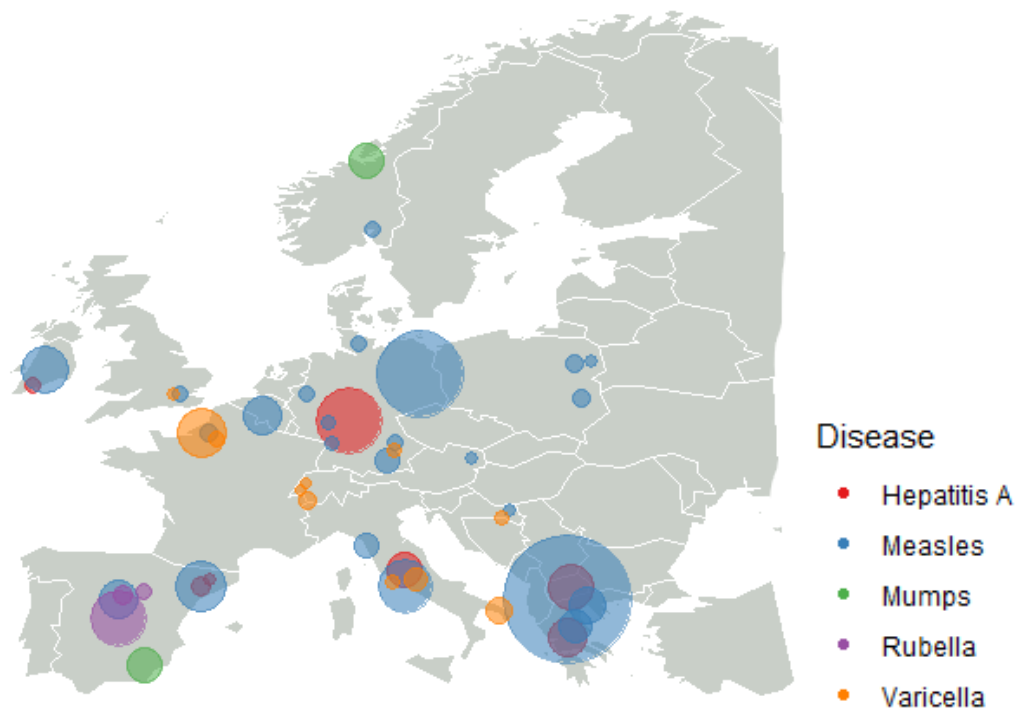 Disease
Hepatitis A
Measles
Mumps
Rubella
Varicella